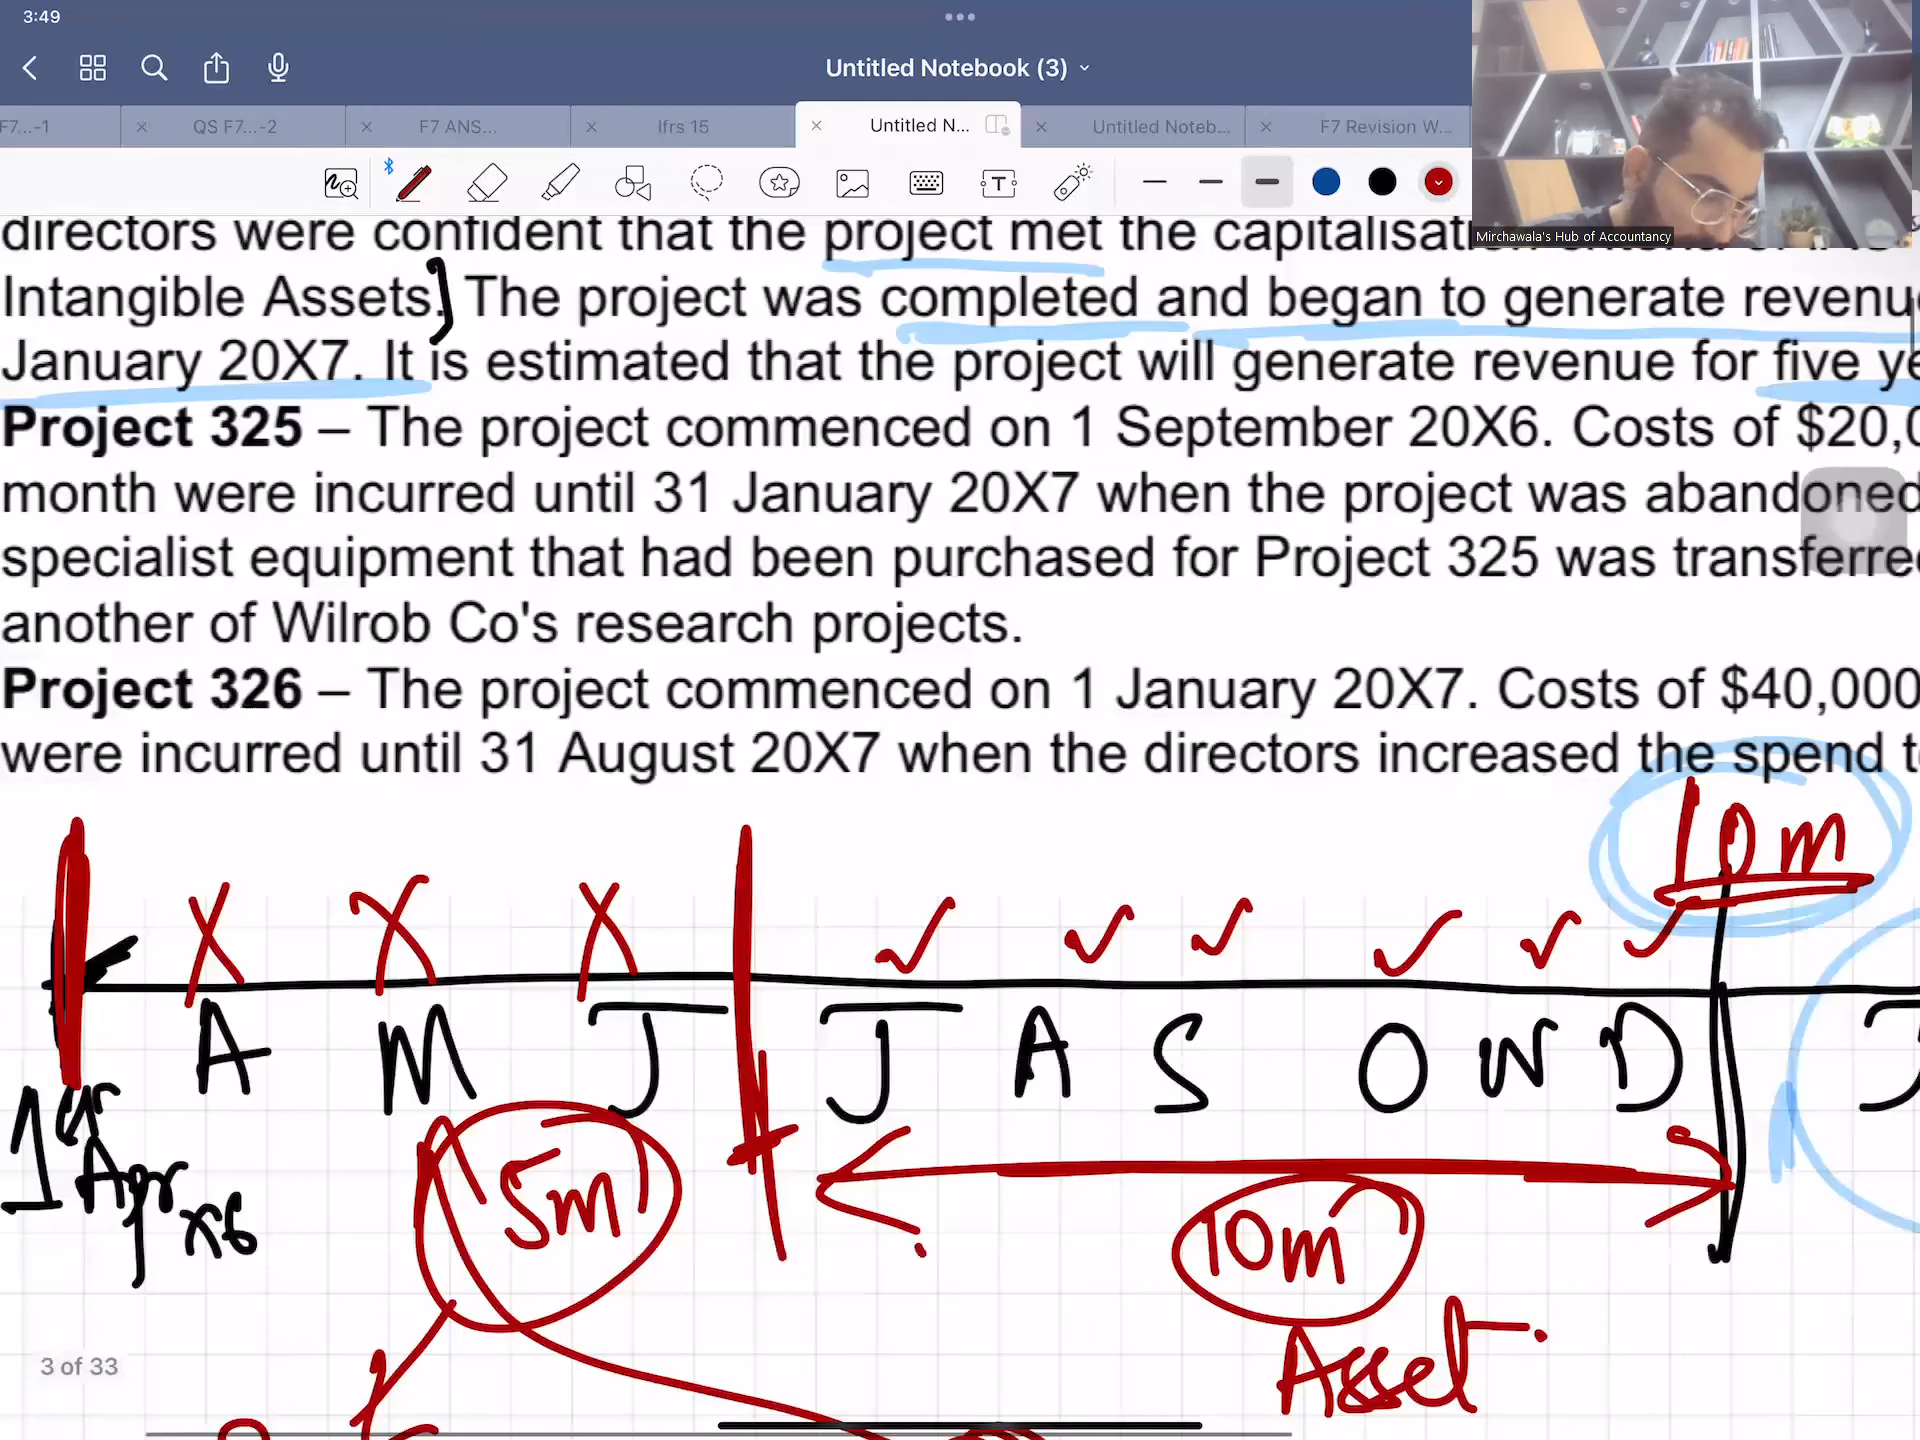 3:49
Untitled Notebook (3)
F7...-1
QS F7...-2
F7 ANS...
Ifrs 15
Untitled N...
Untitled Noteb...
F7 Revision W...
T
Mirchawala's Hub of Accountancy
directors were confident that the project met the
Intangible Assets.] The project was completed and began to generate
January 20X7. It is estimated that the project will generate revenue for five
Project 325 – The project commenced on 1 September 20X6. Costs of $20,0
month were incurred until 31 January 20X7 when the project was abandoned
specialist equipment that had been purchased for Project 325 was transferre
another of Wilrob Co's research projects.
Project 326 – The project commenced on 1 January 20X7. Costs of $40,000
were incurred until 31 August 20X7 when the directors increased the spend t
10m
A M J J A S O N D J
1 Apr x6
5m
10m
Asset
3 of 33